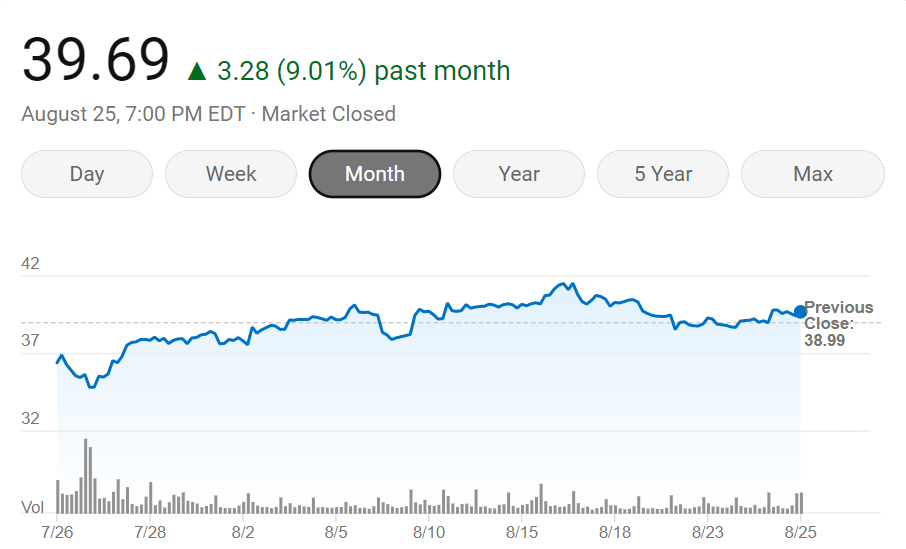 39.69 ▲ 3.28 (9.01%) past month
August 25, 7:00 PM EDT · Market Closed
Day Week Month Year 5 Year Max
42
Previous
Close:
38.99
37
32
Vol
7/26 7/28 8/2 8/5 8/10 8/15 8/18 8/23 8/25